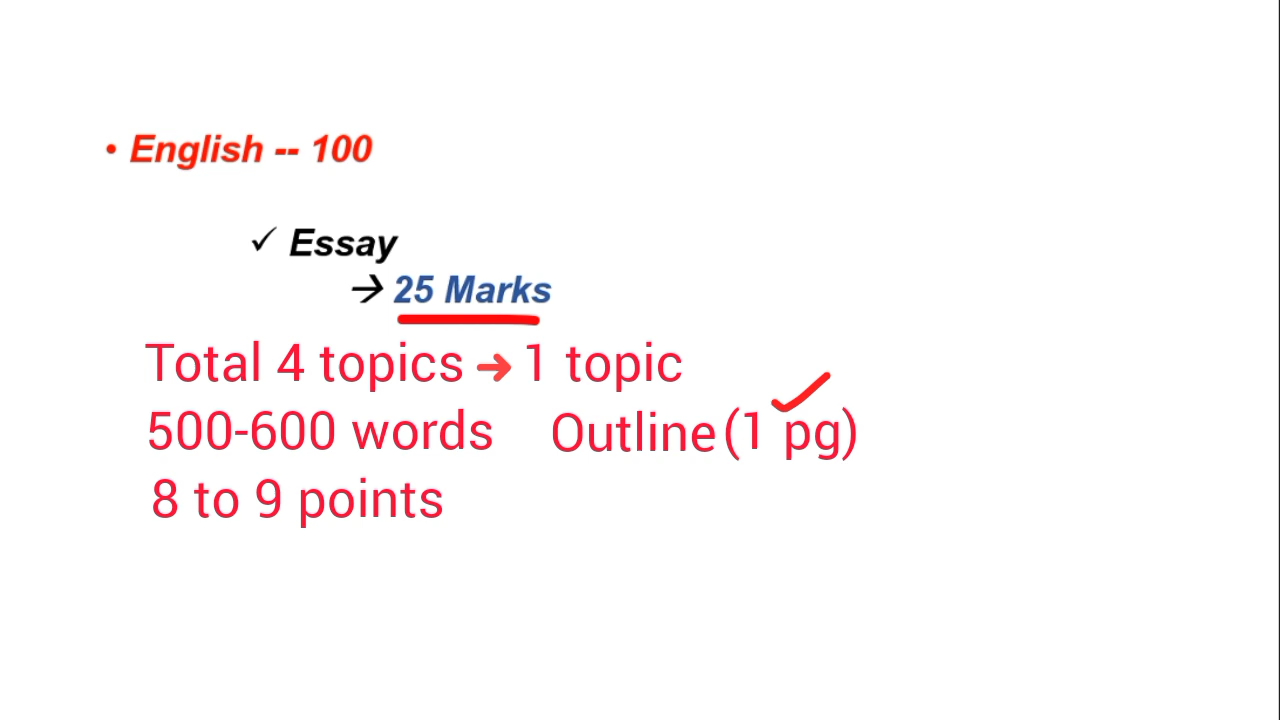 • English -- 100
✓ Essay
→ 25 Marks
Total 4 topics → 1 topic
500-600 words Outline (1 pg)
8 to 9 points